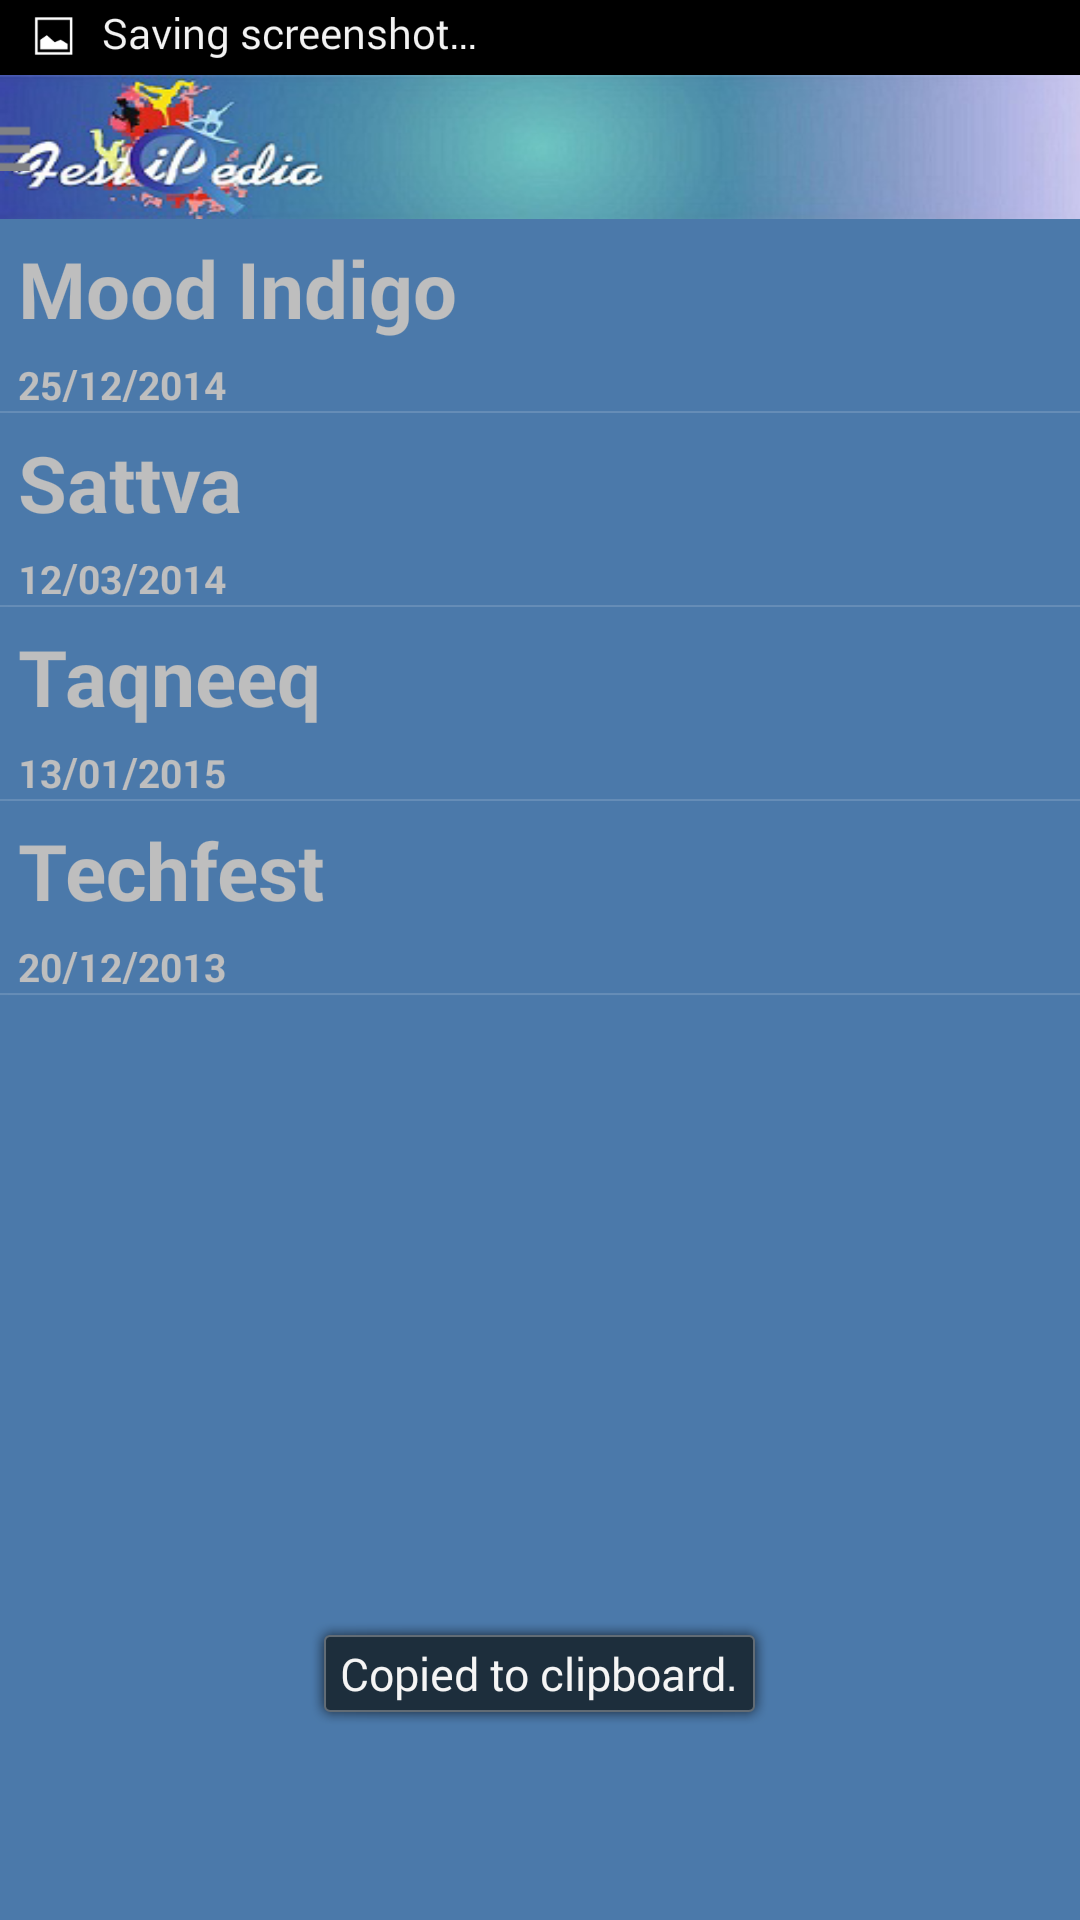 Saving screenshot...
FestiPedia
Mood Indigo
25/12/2014
Sattva
12/03/2014
Taqneeq
13/01/2015
Techfest
20/12/2013
Copied to clipboard.